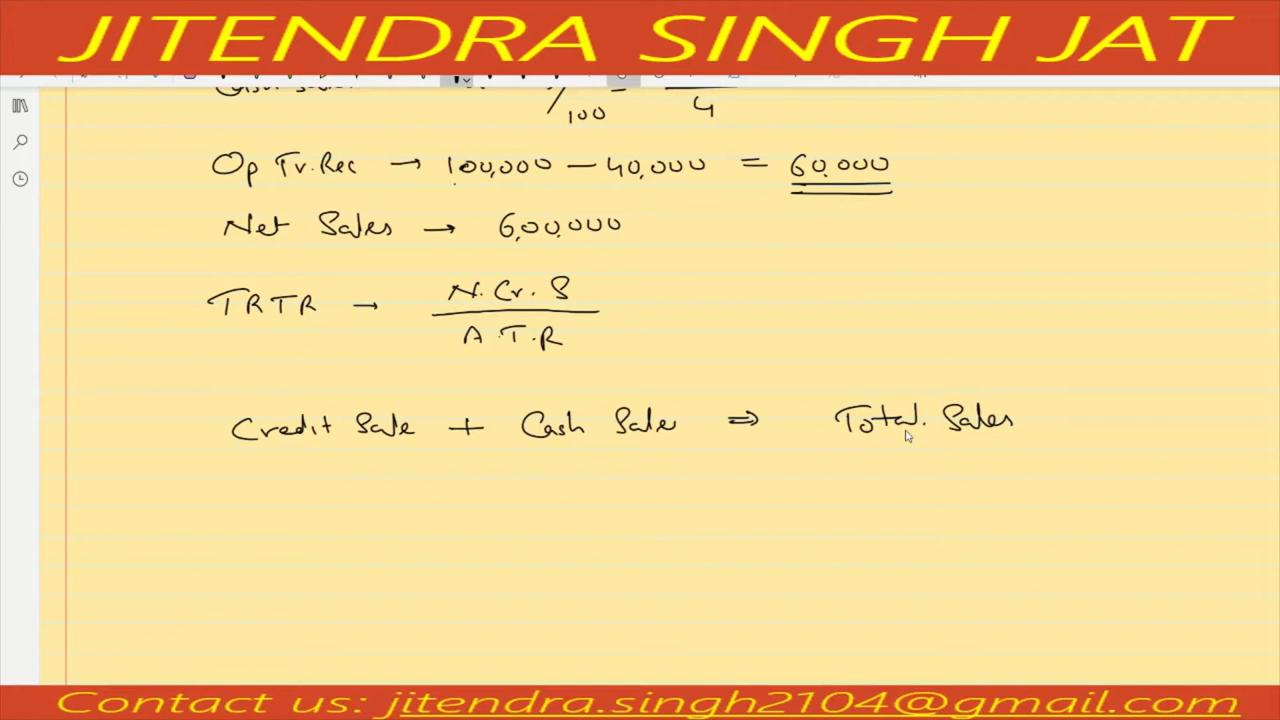 JITENDRA SINGH JAT
100 4
Op Tr. Rec → 100,000 — 40,000 = 60,000
Net Sales → 6,00,000
TRTR → N. Cr. S
A.T.R
Credit Sale + Cash Sales ⇒ Total. Sales
Contact us: jitendra.singh2104@gmail.com